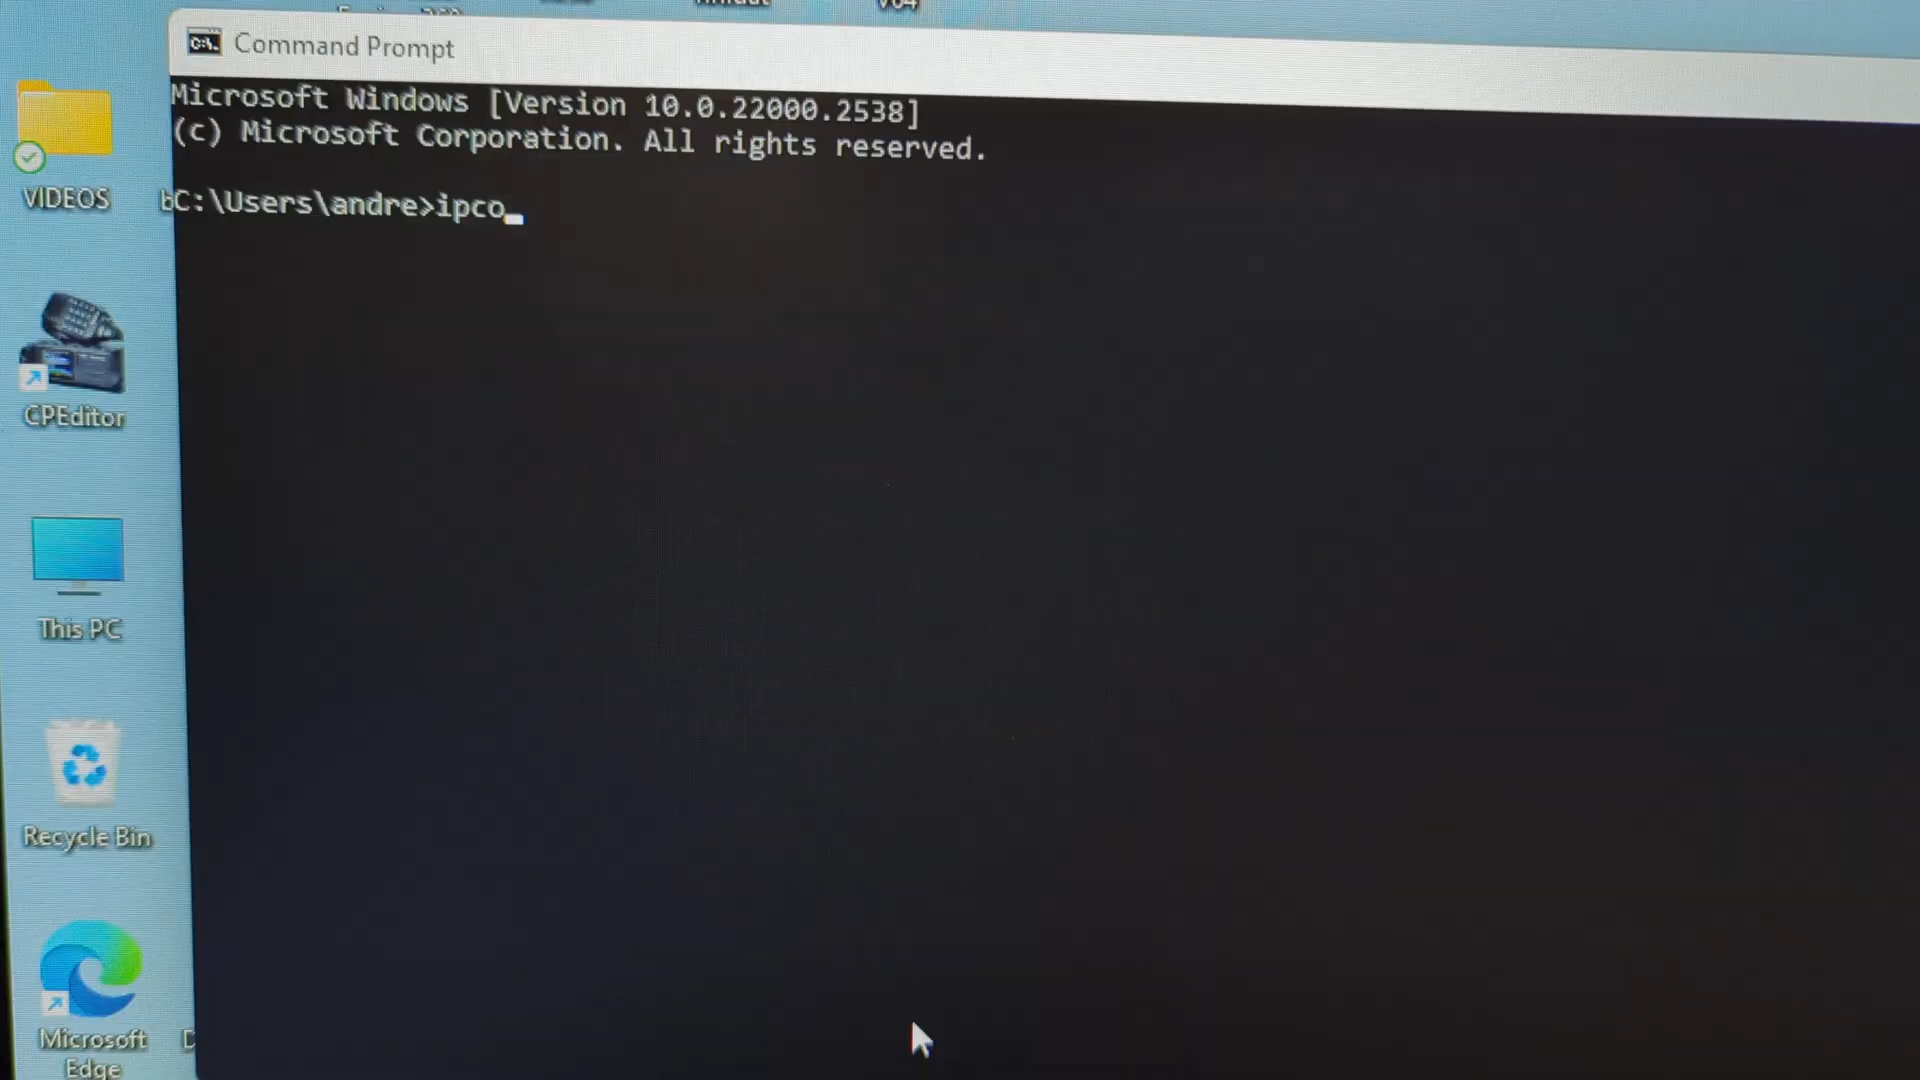 Command Prompt
Microsoft Windows [Version 10.0.22000.2538]
(c) Microsoft Corporation. All rights reserved.
C:\Users\andre>ipco
VIDEOS
CPEditor
This PC
Recycle Bin
Microsoft
Edge